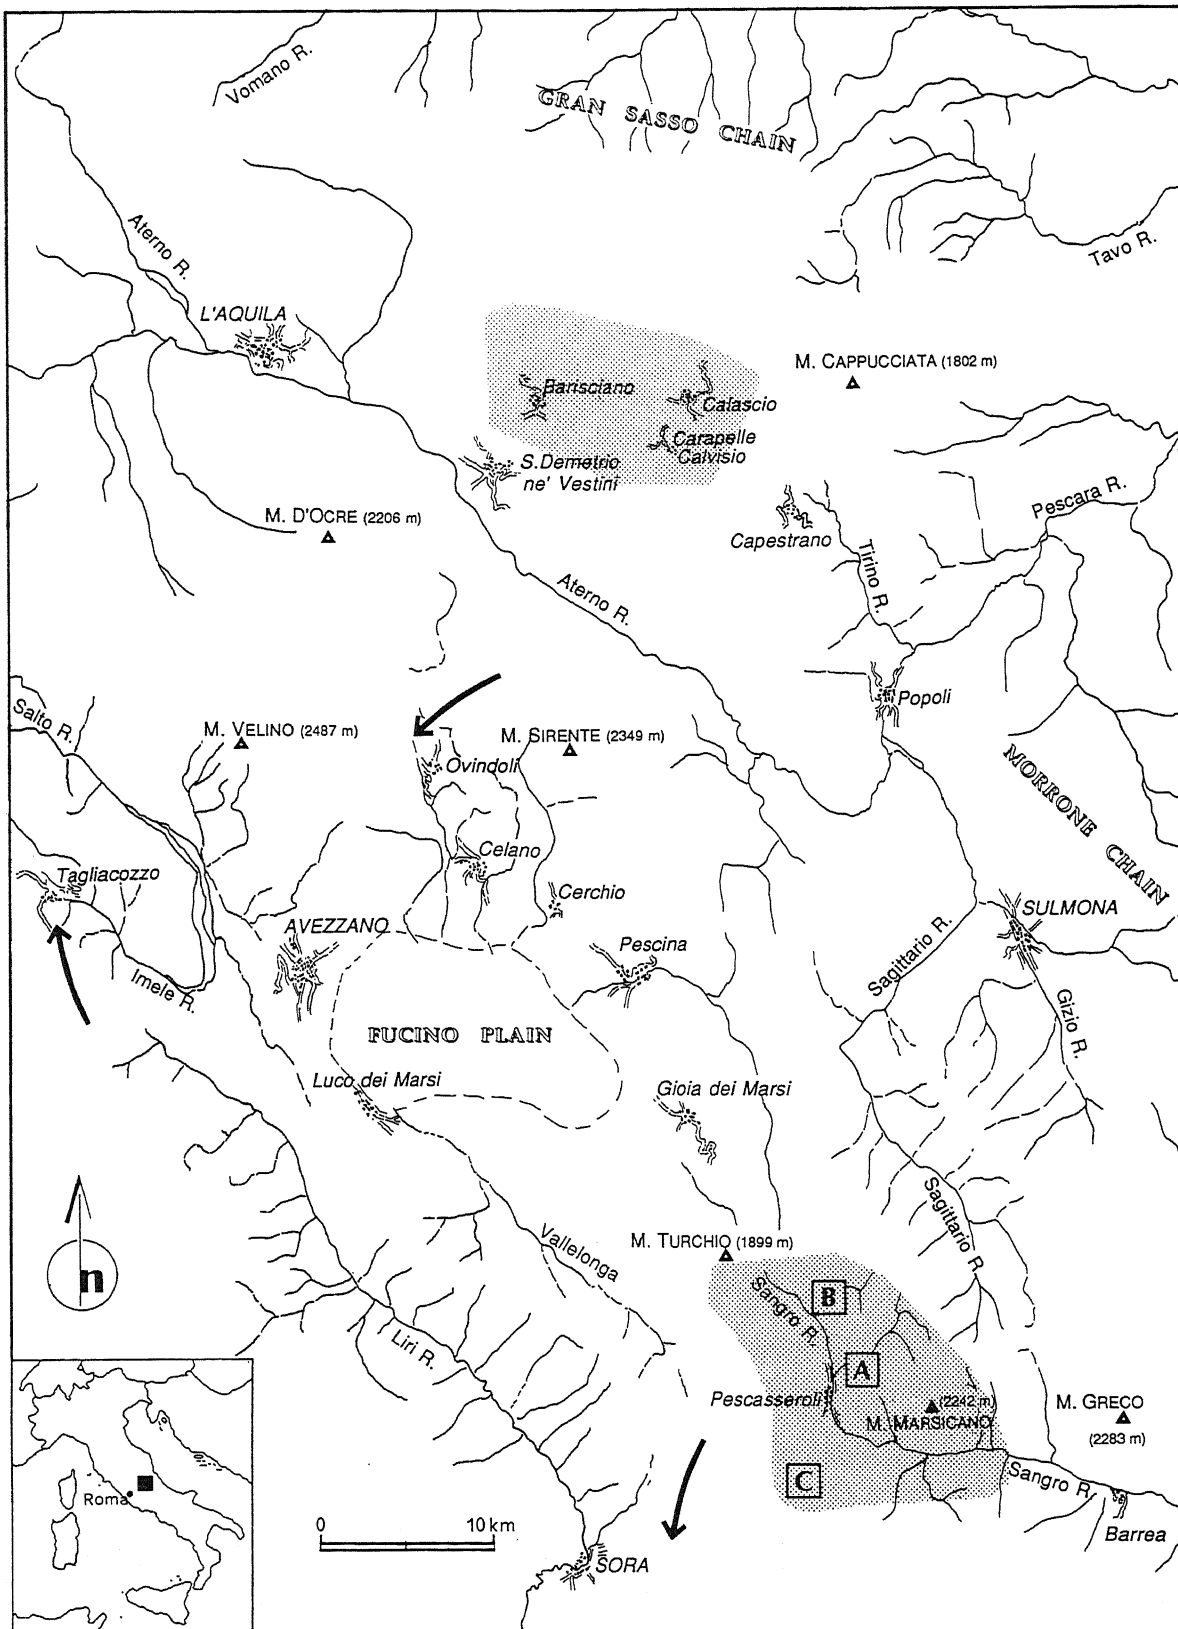 Vomano R.
GRAN SASSO CHAIN
Aterno R.
Tavo R.
L'AQUILA
M. CAPPUCCIATA (1802 m)
Barisciano
Calascio
Carapelle
Calvisio
S.Demetrio
ne' Vestini
Pescara R.
M. D'OCRE (2206 m)
Capestrano
Tirino R.
Aterno R.
Popoli
Salto R.
M. VELINO (2487 m)
M. SIRENTE (2349 m)
Ovindoli
MORRONE CHAIN
Celano
Tagliacozzo
Cerchio
SULMONA
AVEZZANO
Pescina
Sagittario R.
Imele R.
Gizio R.
FUCINO PLAIN
Luco dei Marsi
Gioia dei Marsi
Sagittario R.
Vallelonga
M. TURCHIO (1899 m)
n
Sangro R.
B
Liri R.
A
Pescasseroli
(2242 m)
M. MARSICANO
M. GRECO
(2283 m)
C
Sangro R.
Roma
0 10 km
Barrea
SORA